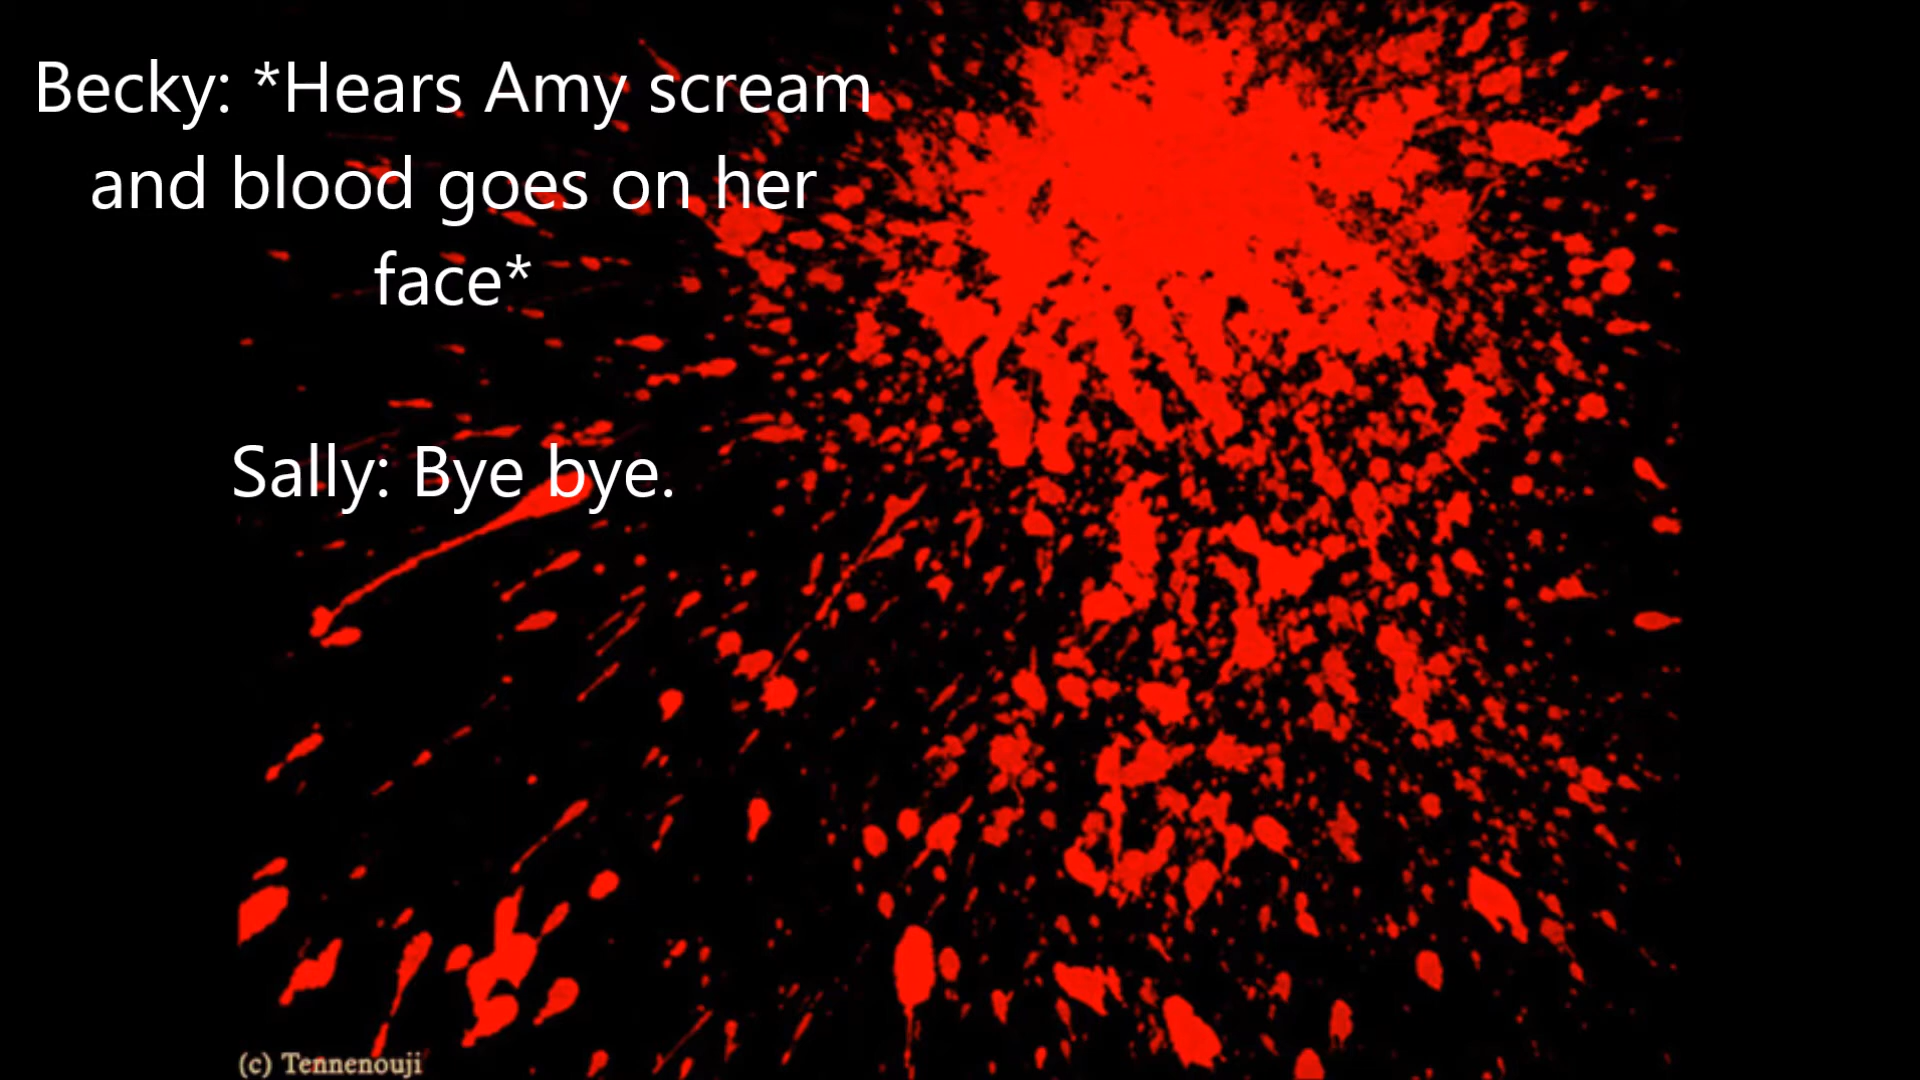 Becky: *Hears Amy scream
and blood goes on her
face*
Sally: Bye bye.
(c) Tennenouji